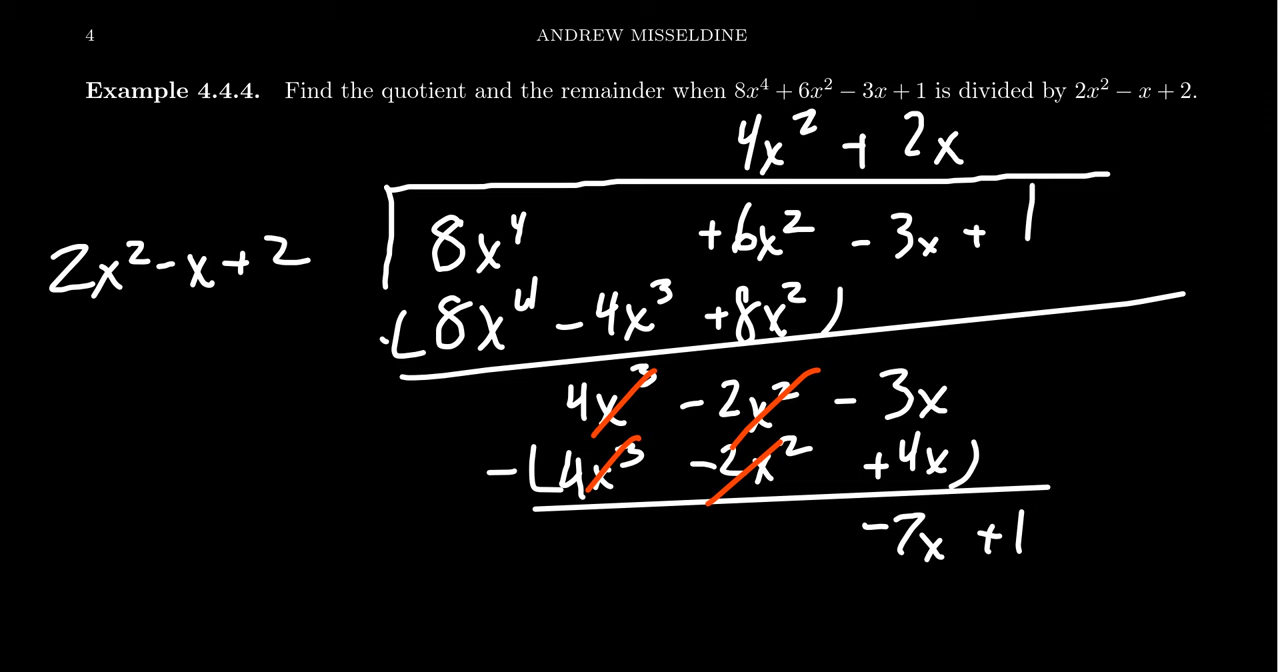 4 ANDREW MISSELDINE
Example 4.4.4. Find the quotient and the remainder when 8x⁴ + 6x² − 3x + 1 is divided by 2x² − x + 2.
4x² + 2x
2x² - x + 2 8x⁴ + 6x² - 3x + 1
-(8x⁴ - 4x³ + 8x²)
4x³ - 2x² - 3x
-(4x³ - 2x² + 4x)
-7x + 1